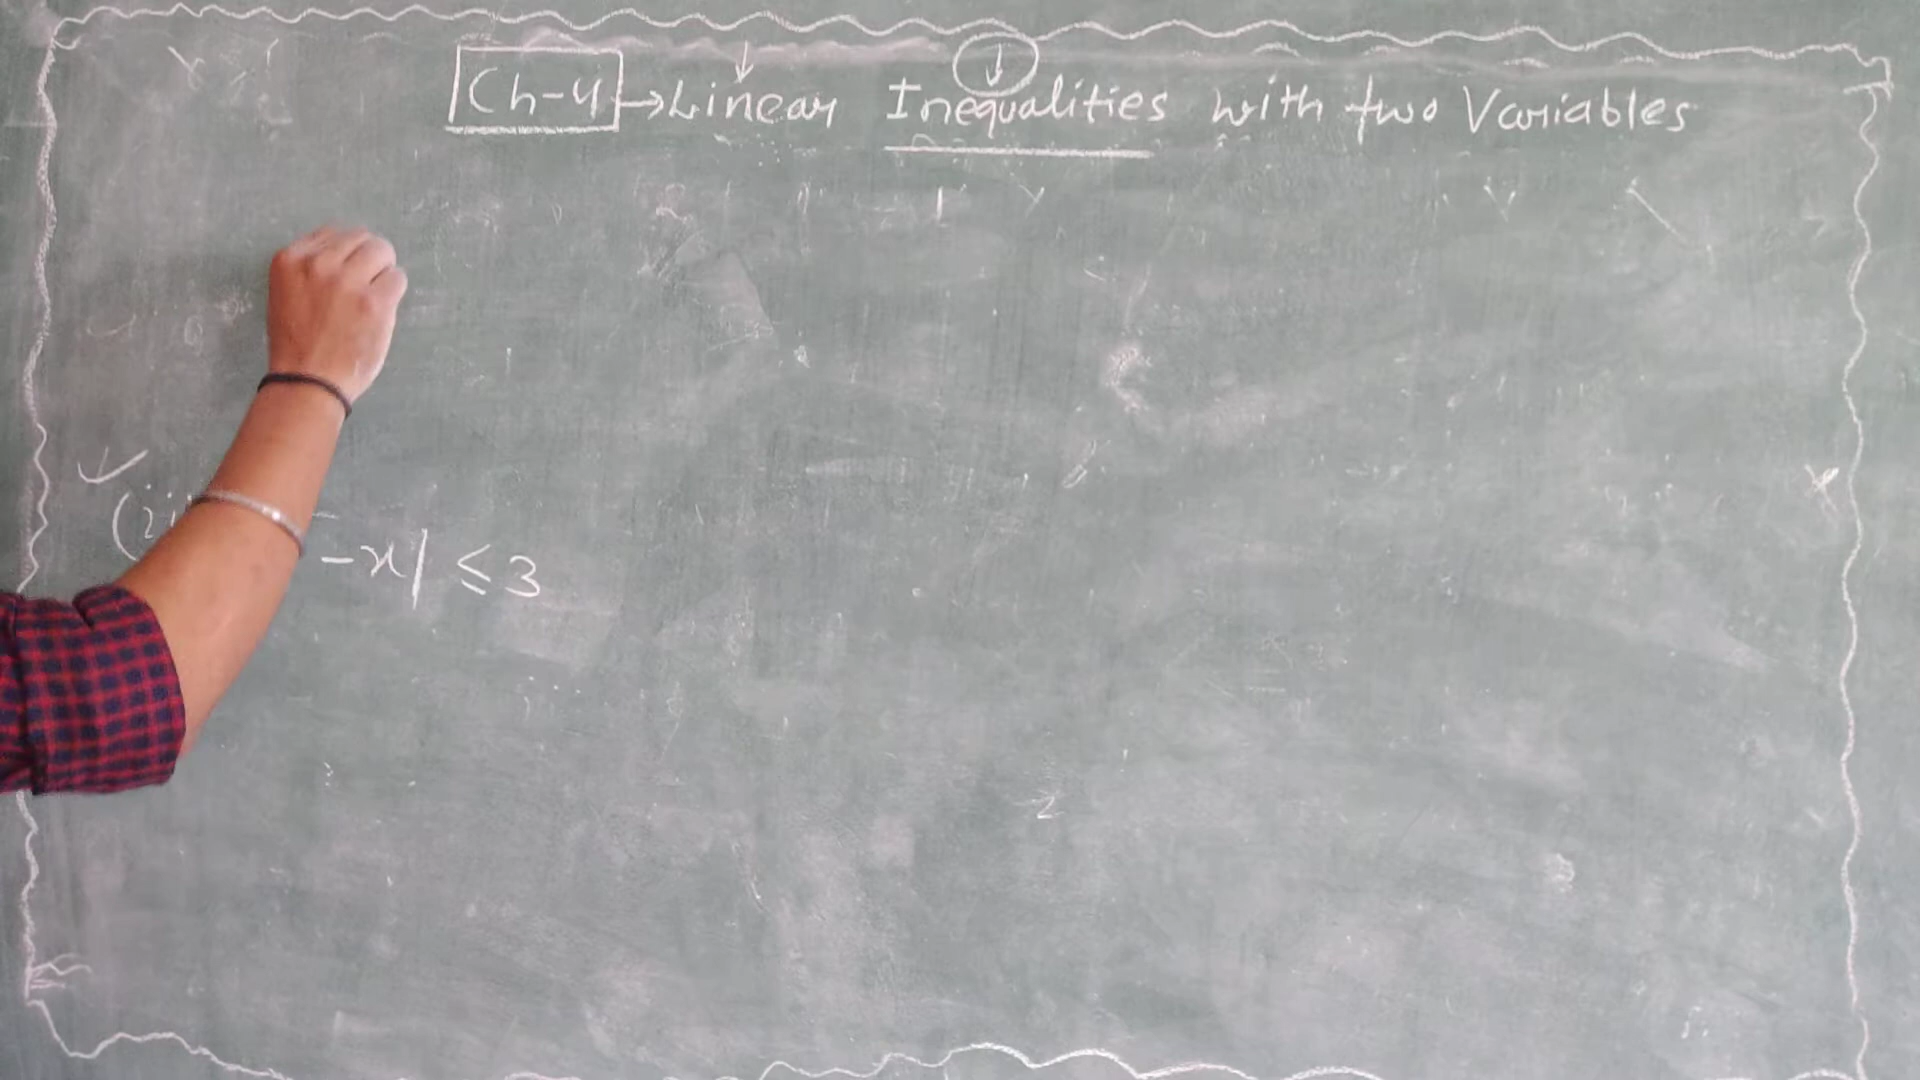 Ch-4 → Linear Inequalities with two Variables
(ii -x| ≤ 3